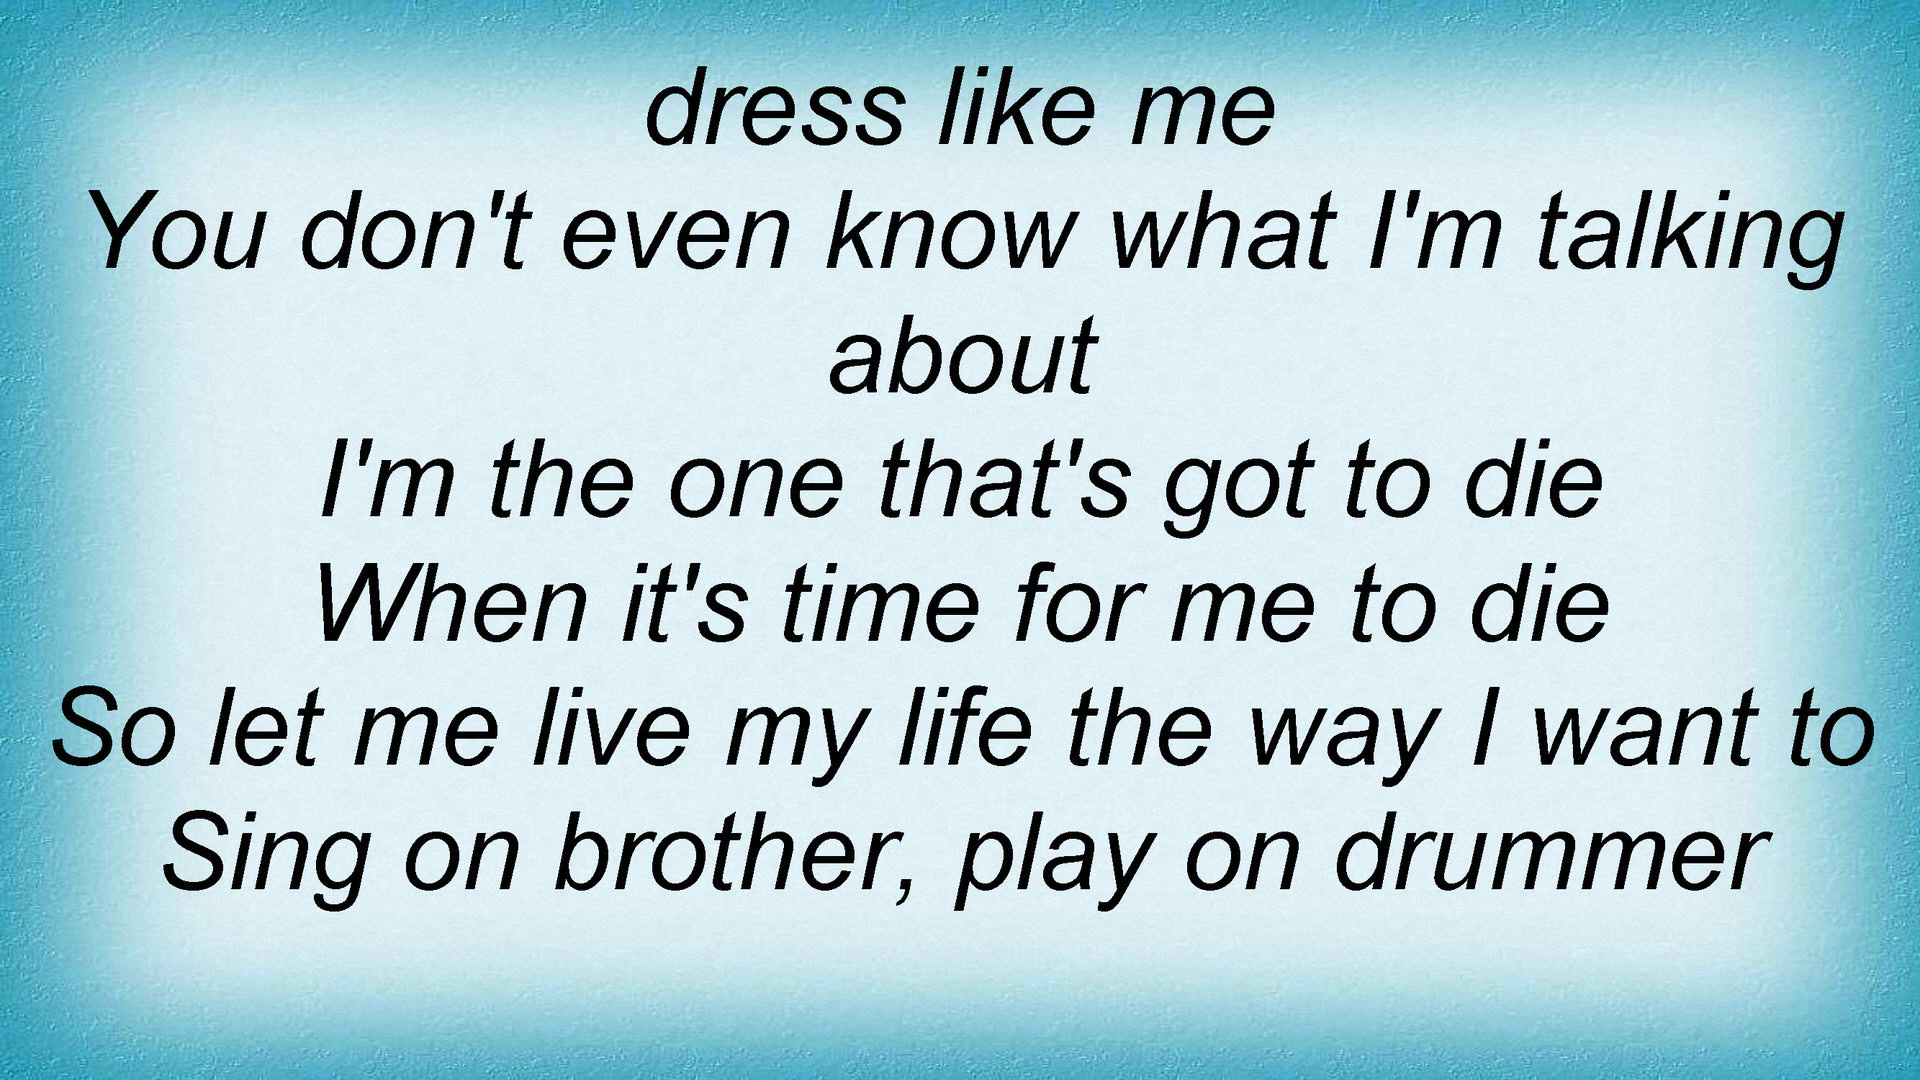 dress like me
You don't even know what I'm talking
about
I'm the one that's got to die
When it's time for me to die
So let me live my life the way I want to
Sing on brother, play on drummer